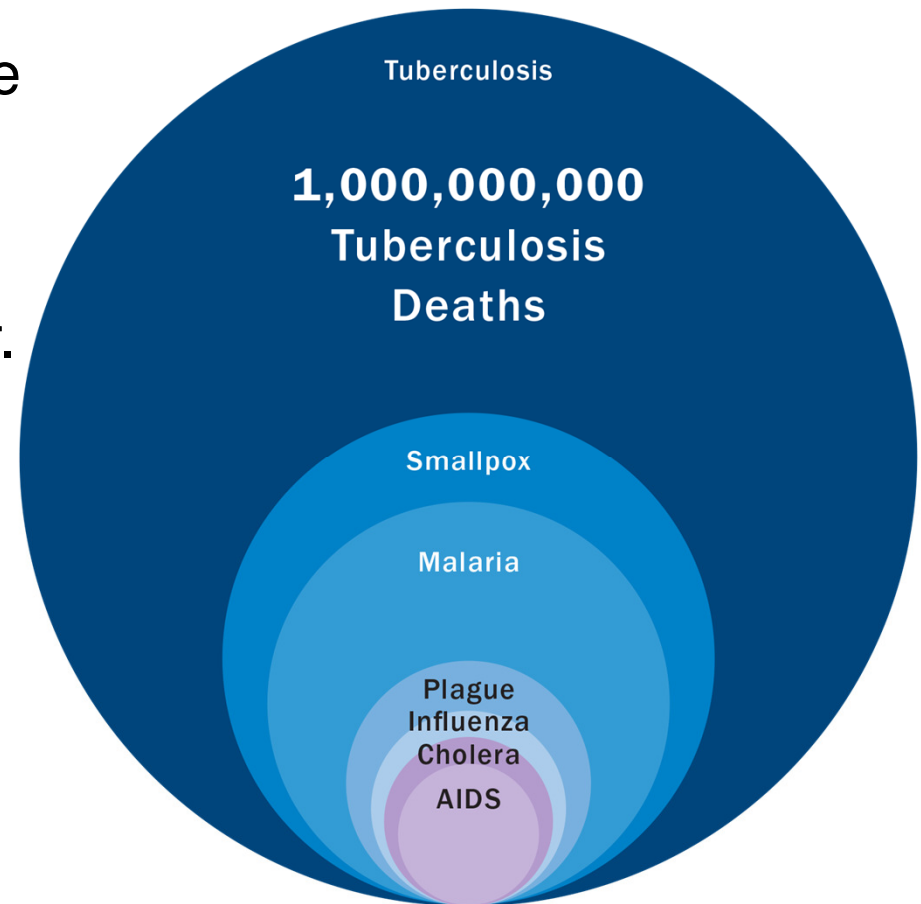 Tuberculosis
1,000,000,000
Tuberculosis
Deaths
Smallpox
Malaria
Plague
Influenza
Cholera
AIDS